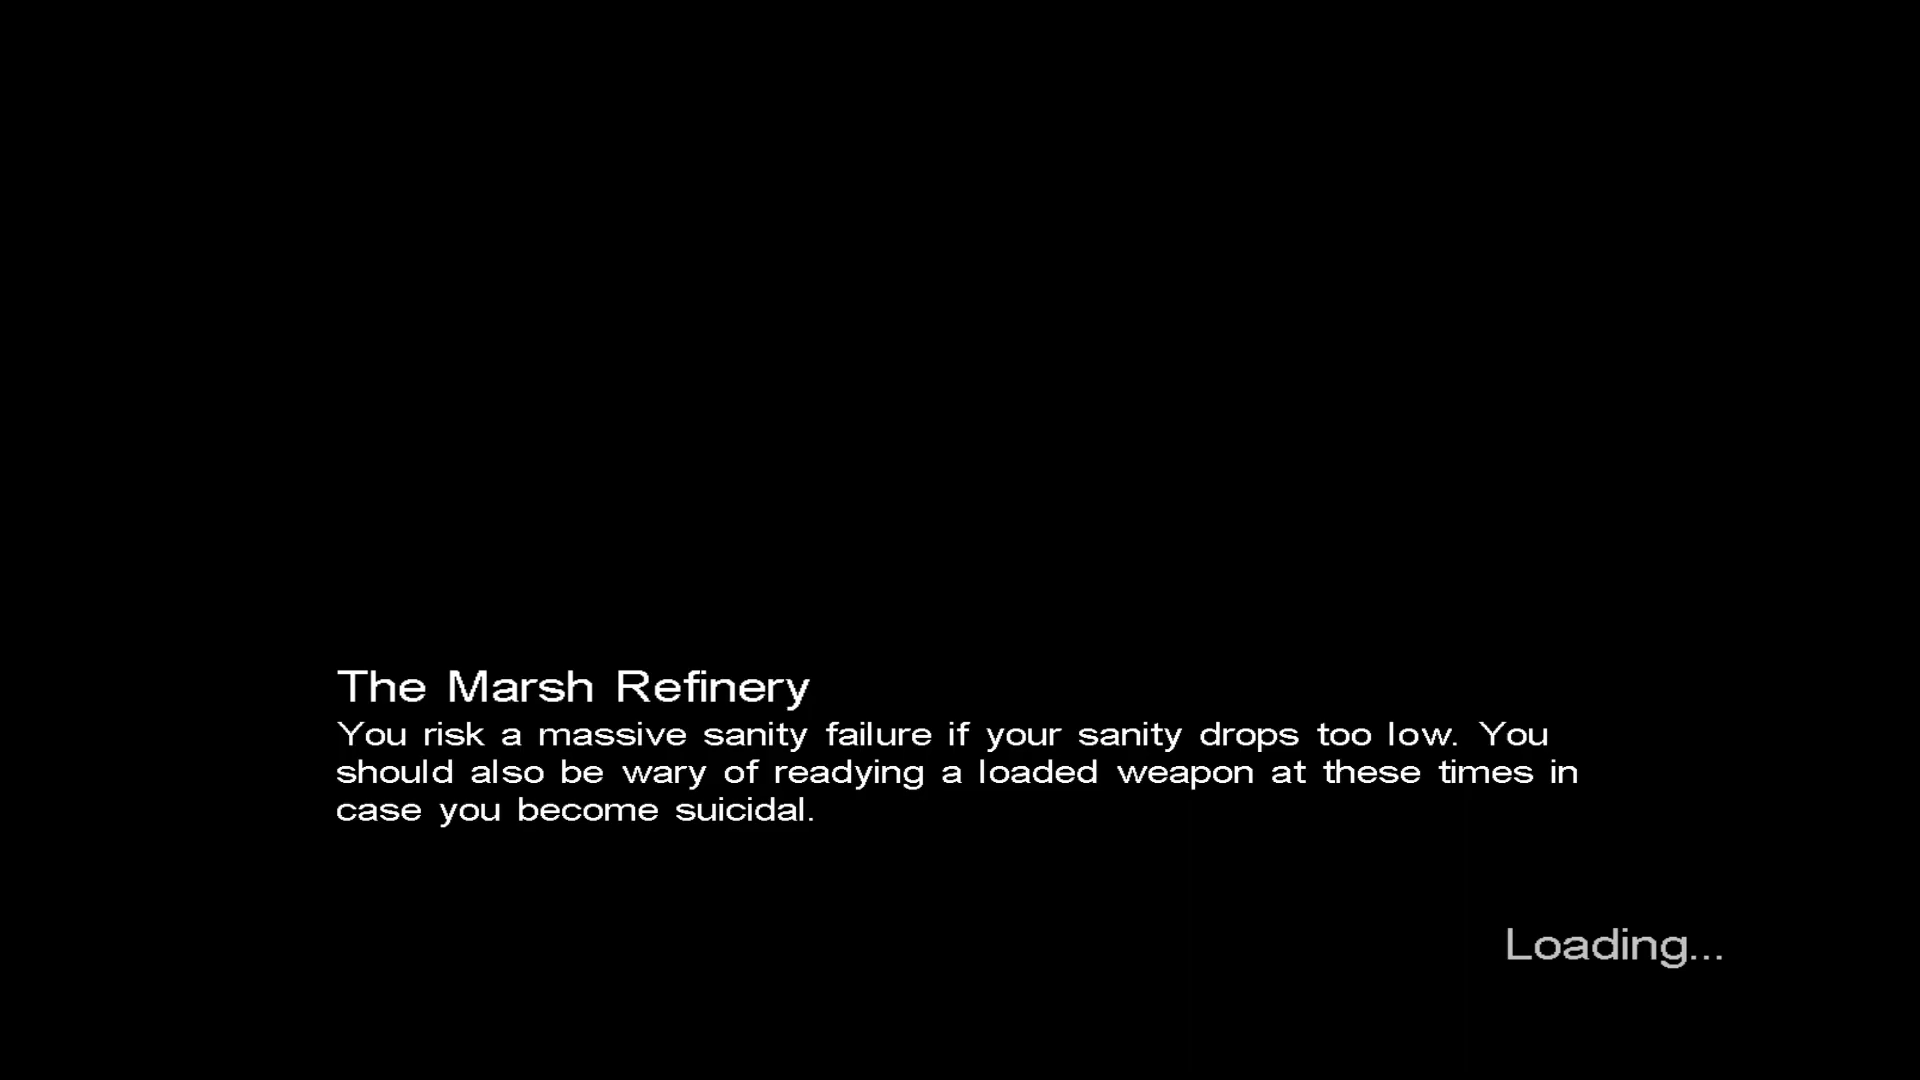 The Marsh Refinery
You risk a massive sanity failure if your sanity drops too low. You
should also be wary of readying a loaded weapon at these times in
case you become suicidal.
Loading...